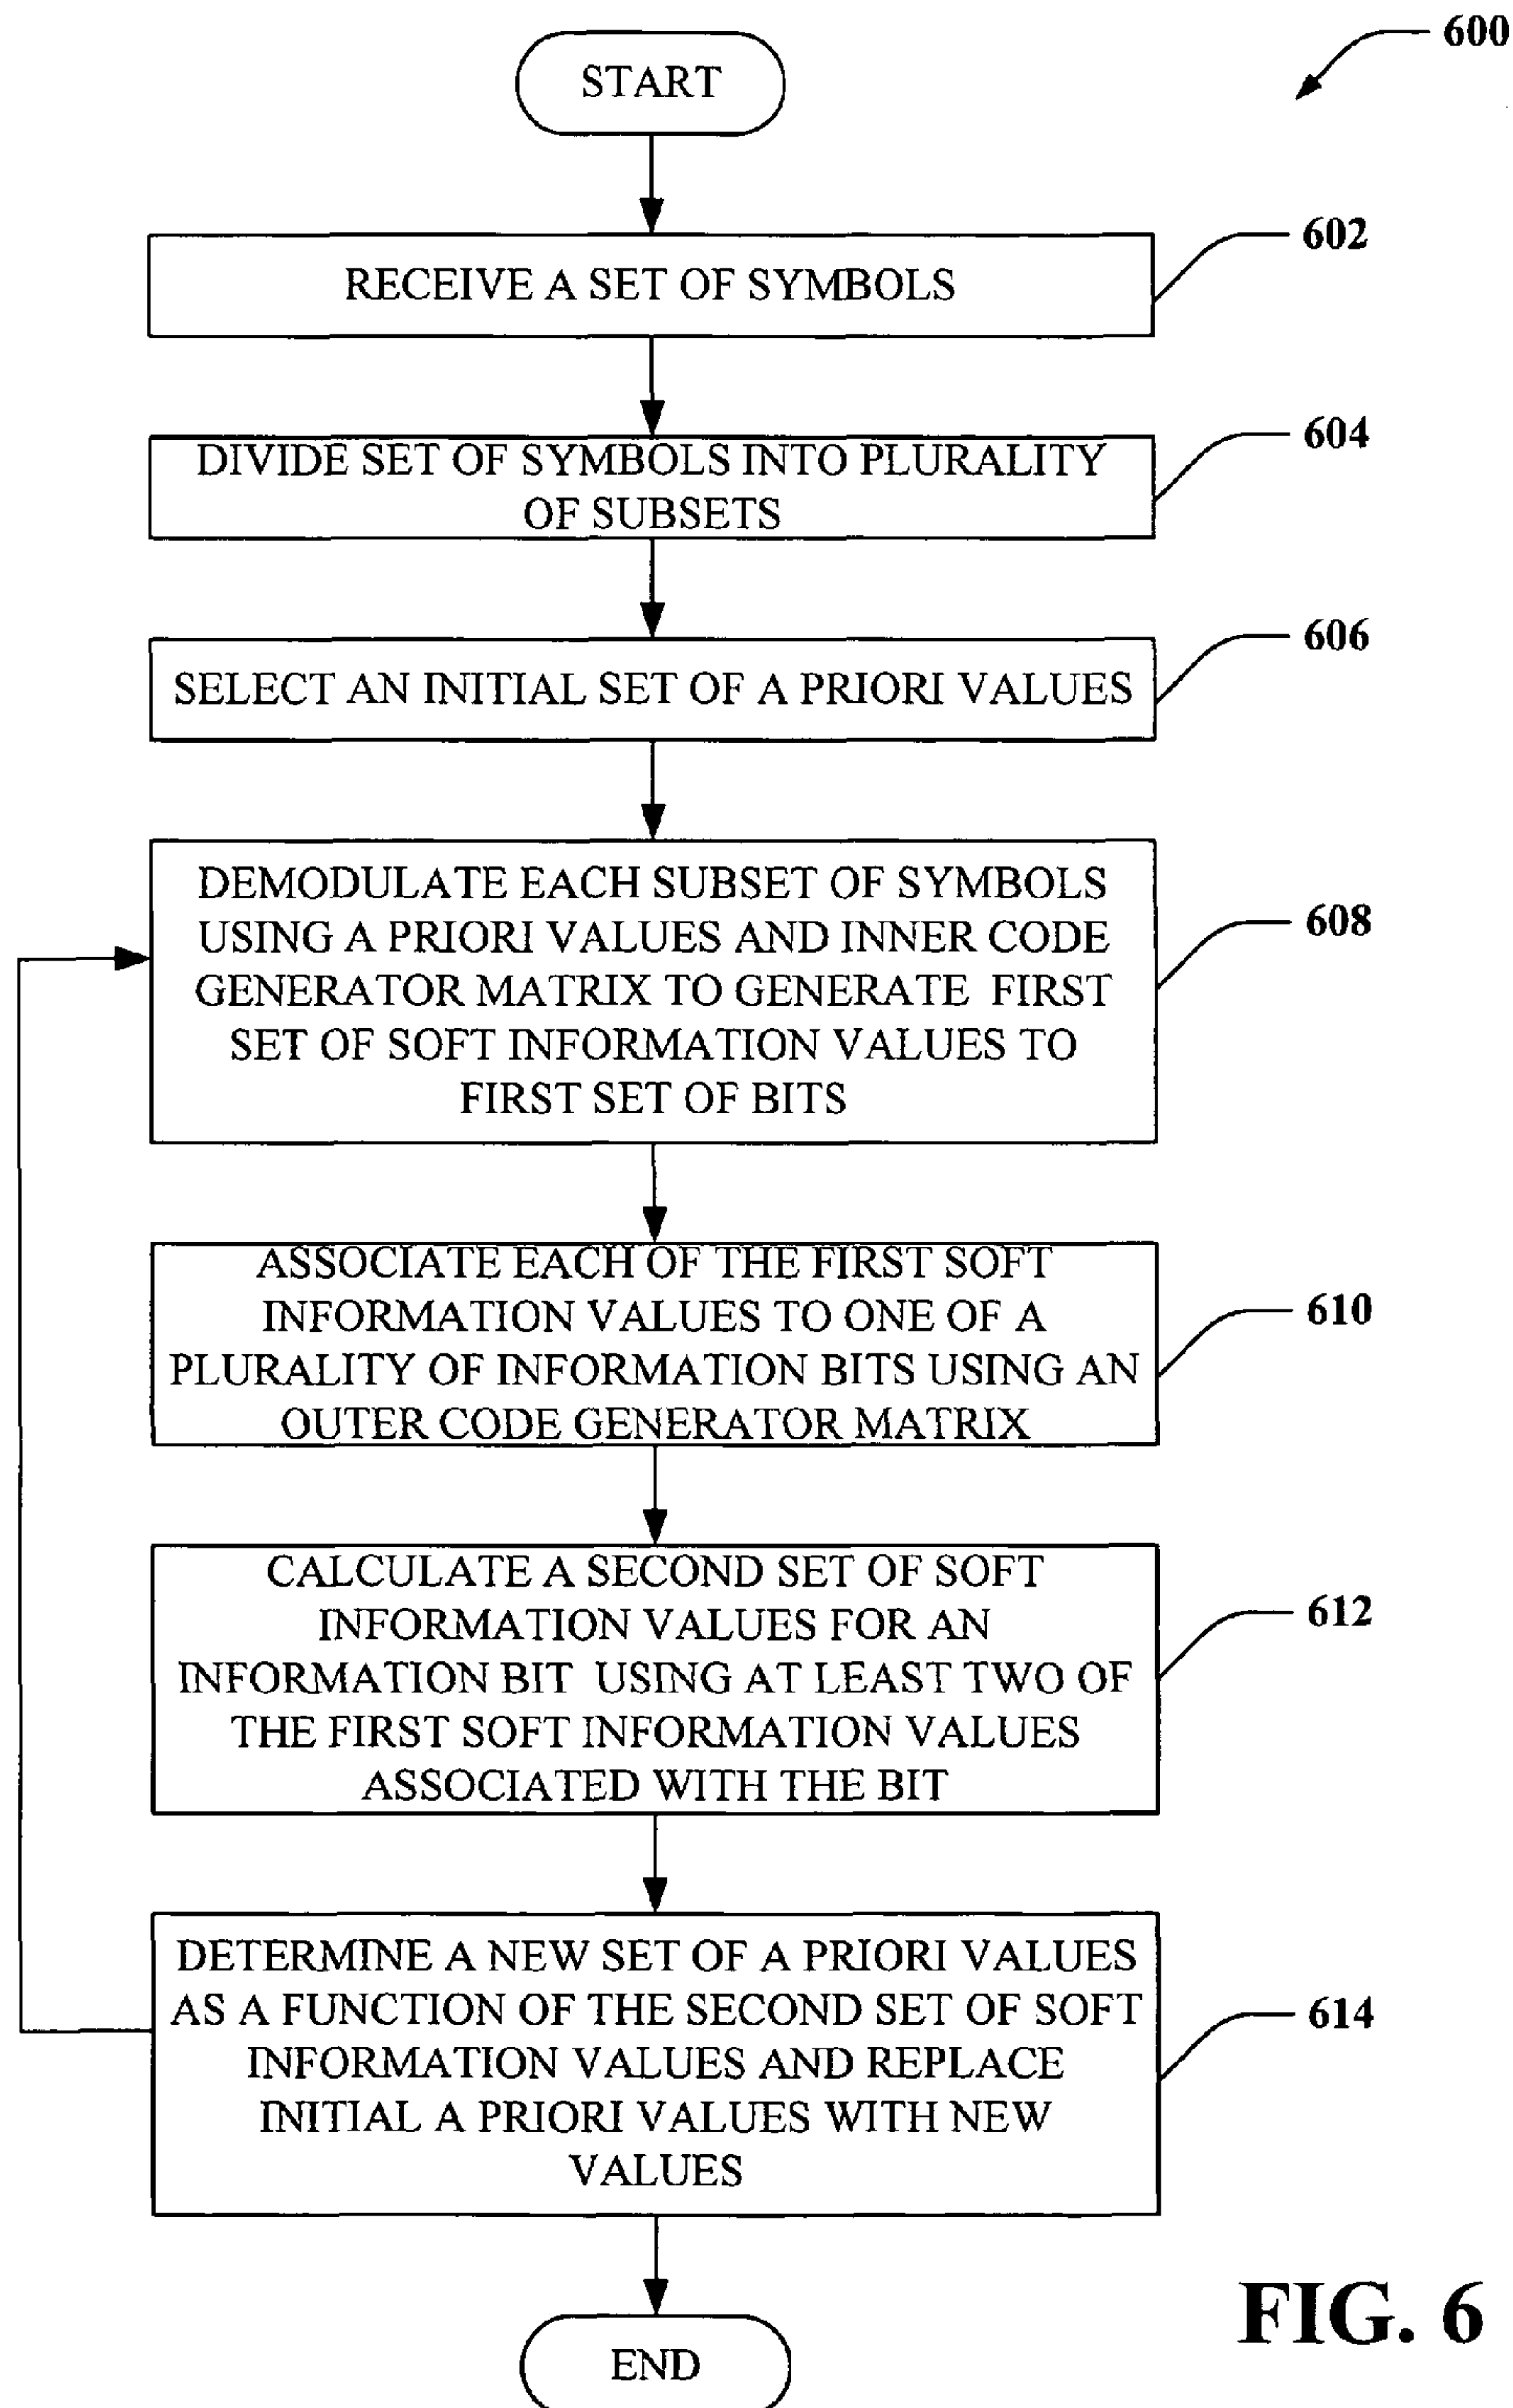 600
START
602
RECEIVE A SET OF SYMBOLS
604
DIVIDE SET OF SYMBOLS INTO PLURALITY
OF SUBSETS
606
SELECT AN INITIAL SET OF A PRIORI VALUES
DEMODULATE EACH SUBSET OF SYMBOLS
608
USING A PRIORI VALUES AND INNER CODE
GENERATOR MATRIX TO GENERATE FIRST
SET OF SOFT INFORMATION VALUES TO
FIRST SET OF BITS
ASSOCIATE EACH OF THE FIRST SOFT
610
INFORMATION VALUES TO ONE OF A
PLURALITY OF INFORMATION BITS USING AN
OUTER CODE GENERATOR MATRIX
CALCULATE A SECOND SET OF SOFT
612
INFORMATION VALUES FOR AN
INFORMATION BIT USING AT LEAST TWO OF
THE FIRST SOFT INFORMATION VALUES
ASSOCIATED WITH THE BIT
DETERMINE A NEW SET OF A PRIORI VALUES
AS A FUNCTION OF THE SECOND SET OF SOFT
614
INFORMATION VALUES AND REPLACE
INITIAL A PRIORI VALUES WITH NEW
VALUES
FIG. 6
END